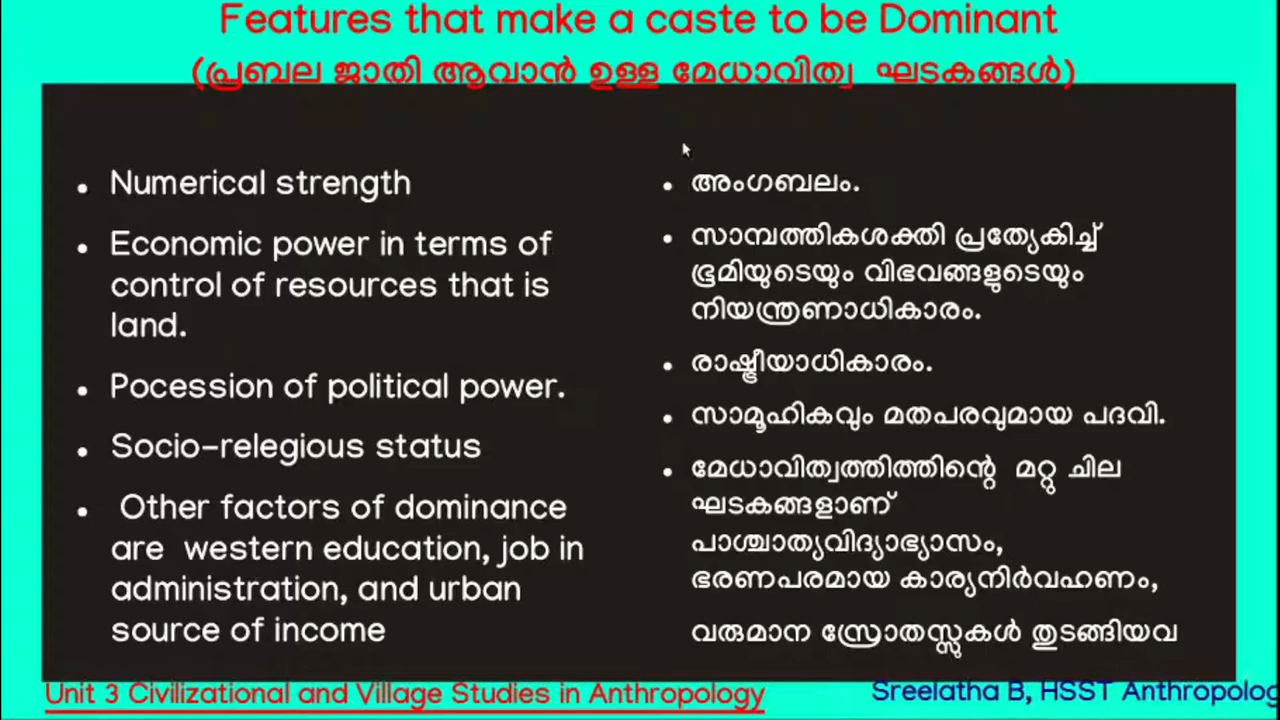 Features that make a caste to be Dominant
(പ്രബല ജാതി ആവാൻ ഉള്ള മേധാവിത്വ ഘടകങ്ങൾ)
• Numerical strength
• Economic power in terms of
control of resources that is
land.
• Pocession of political power.
• Socio-relegious status
• Other factors of dominance
are western education, job in
administration, and urban
source of income
• അംഗബലം.
• സാമ്പത്തികശക്തി പ്രത്യേകിച്ച്
ഭൂമിയുടെയും വിഭവങ്ങളുടെയും
നിയന്ത്രണാധികാരം.
• രാഷ്ട്രീയാധികാരം.
• സാമൂഹികവും മതപരവുമായ പദവി.
• മേധാവിത്വത്തിത്തിന്റെ മറ്റു ചില
ഘടകങ്ങളാണ്
പാശ്ചാത്യവിദ്യാഭ്യാസം,
ഭരണപരമായ കാര്യനിർവഹണം,
വരുമാന സ്രോതസ്സുകൾ തുടങ്ങിയവ
Unit 3 Civilizational and Village Studies in Anthropology
Sreelatha B, HSST Anthropolog